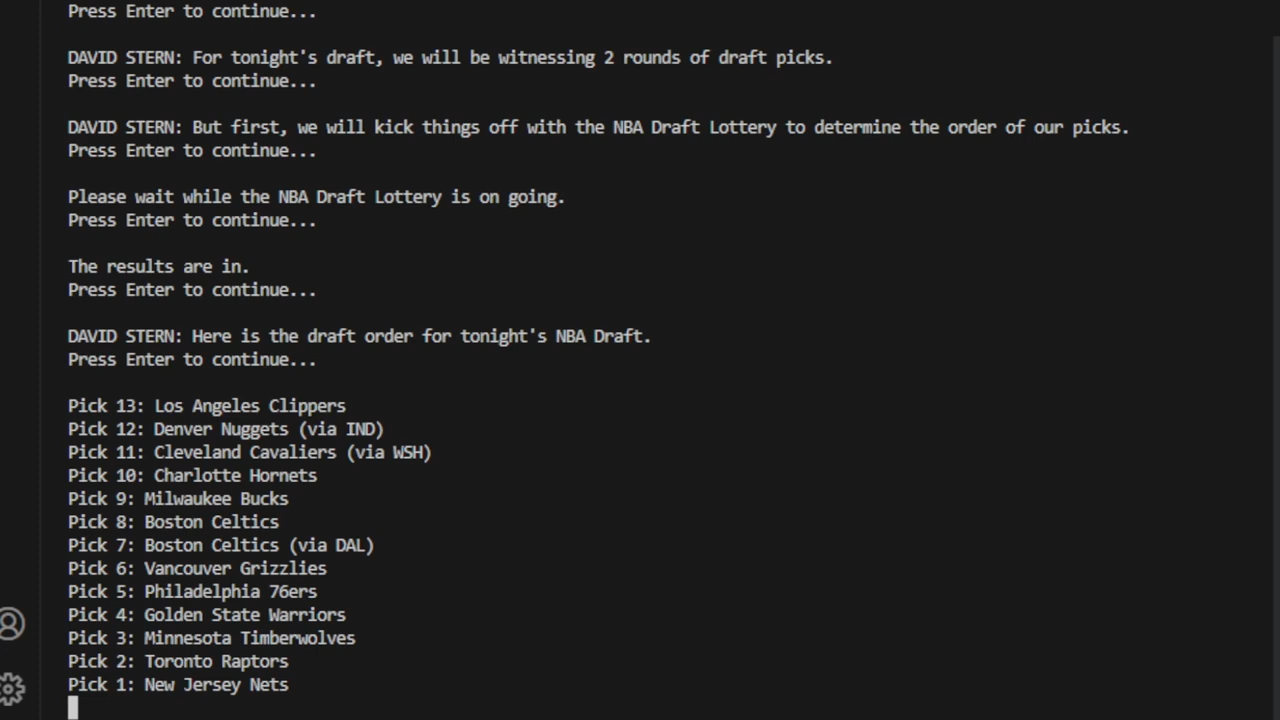 Press Enter to continue...
DAVID STERN: For tonight's draft, we will be witnessing 2 rounds of draft picks.
Press Enter to continue...
DAVID STERN: But first, we will kick things off with the NBA Draft Lottery to determine the order of our picks.
Press Enter to continue...
Please wait while the NBA Draft Lottery is on going.
Press Enter to continue...
The results are in.
Press Enter to continue...
DAVID STERN: Here is the draft order for tonight's NBA Draft.
Press Enter to continue...
Pick 13: Los Angeles Clippers
Pick 12: Denver Nuggets (via IND)
Pick 11: Cleveland Cavaliers (via WSH)
Pick 10: Charlotte Hornets
Pick 9: Milwaukee Bucks
Pick 8: Boston Celtics
Pick 7: Boston Celtics (via DAL)
Pick 6: Vancouver Grizzlies
Pick 5: Philadelphia 76ers
Pick 4: Golden State Warriors
Pick 3: Minnesota Timberwolves
Pick 2: Toronto Raptors
Pick 1: New Jersey Nets